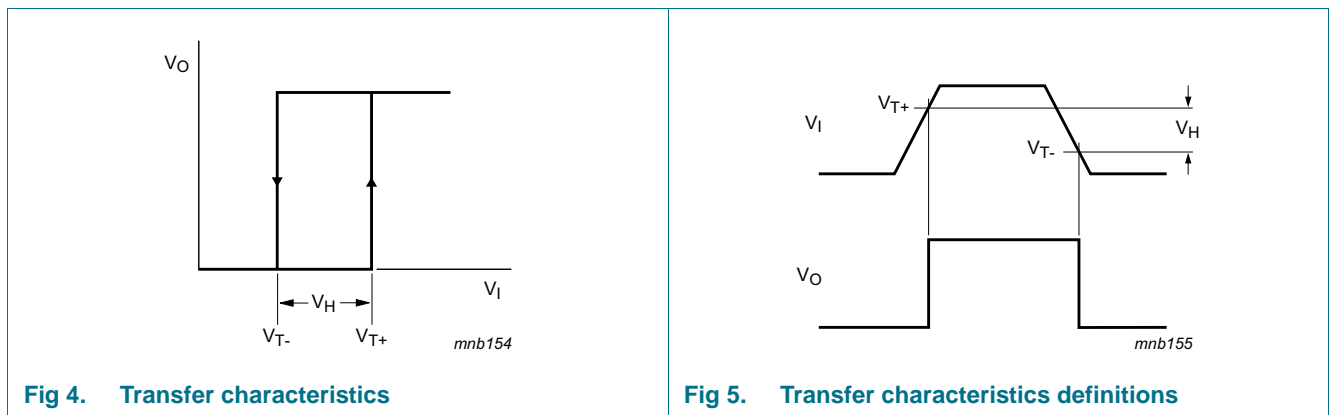 VO
VH
VI
VT-
VT+
mnb154
Fig 4. Transfer characteristics
VT+
VI
VH
VT-
VO
mnb155
Fig 5. Transfer characteristics definitions